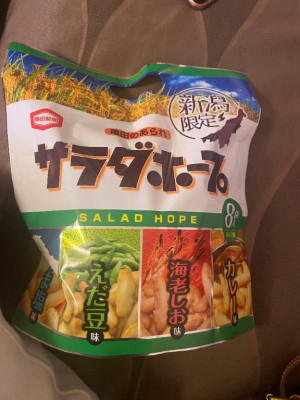 亀田製菓
新潟
限定
亀田のあられ
サラダホープ
SALAD HOPE
8
えだ豆
味
海老しお
味
カレー